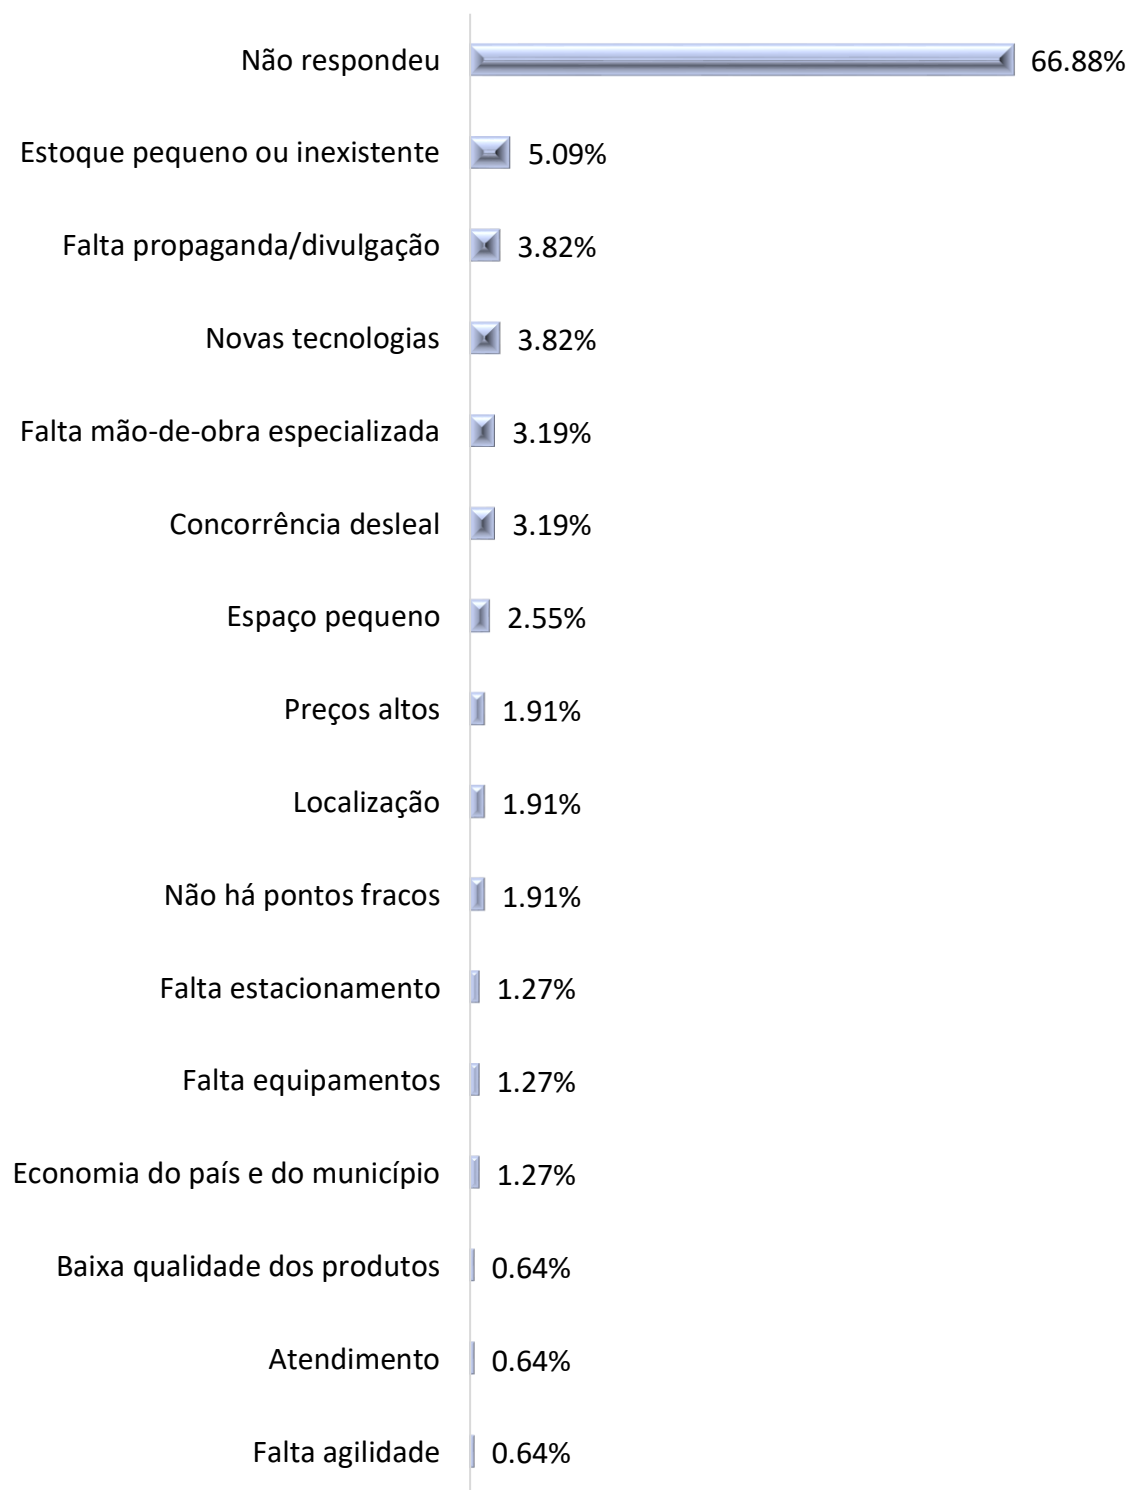 Não respondeu 66.88%
Estoque pequeno ou inexistente 5.09%
Falta propaganda/divulgação 3.82%
Novas tecnologias 3.82%
Falta mão-de-obra especializada 3.19%
Concorrência desleal 3.19%
Espaço pequeno 2.55%
Preços altos 1.91%
Localização 1.91%
Não há pontos fracos 1.91%
Falta estacionamento 1.27%
Falta equipamentos 1.27%
Economia do país e do município 1.27%
Baixa qualidade dos produtos 0.64%
Atendimento 0.64%
Falta agilidade 0.64%